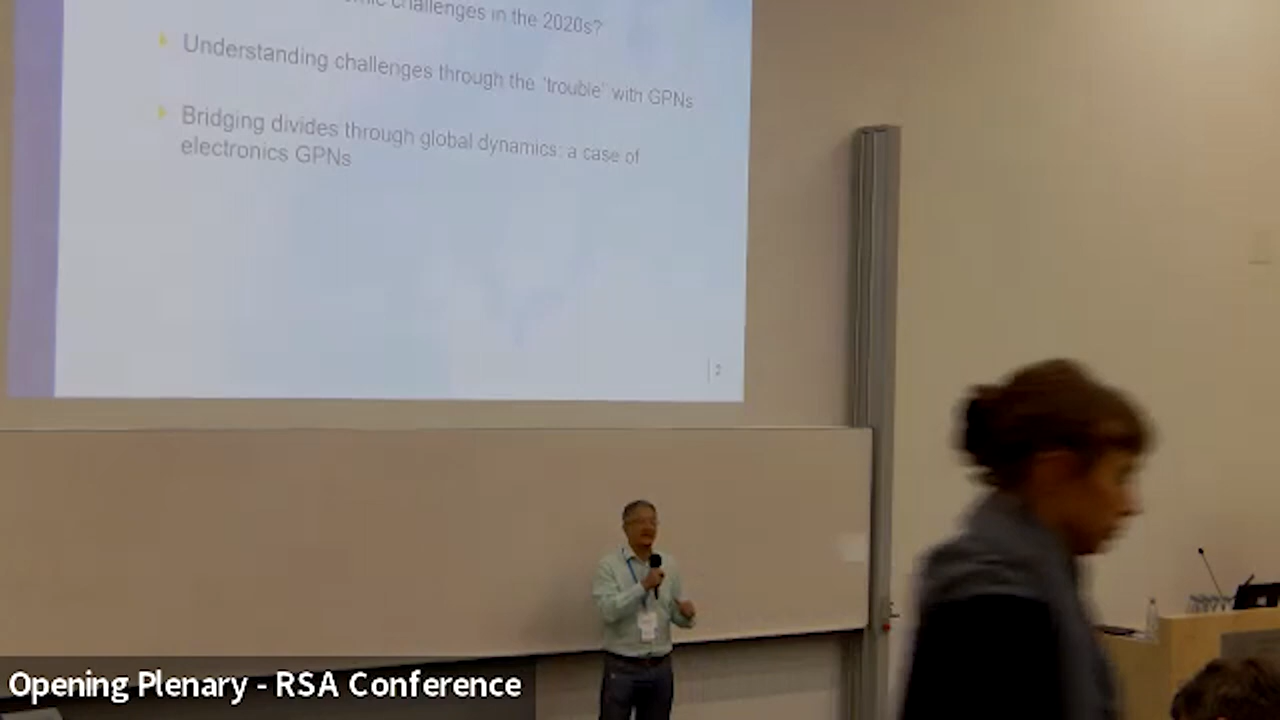 challenges in the 2020s?
Understanding challenges through the 'trouble' with GPNs
Bridging divides through global dynamics: a case of
electronics GPNs
2
Opening Plenary - RSA Conference